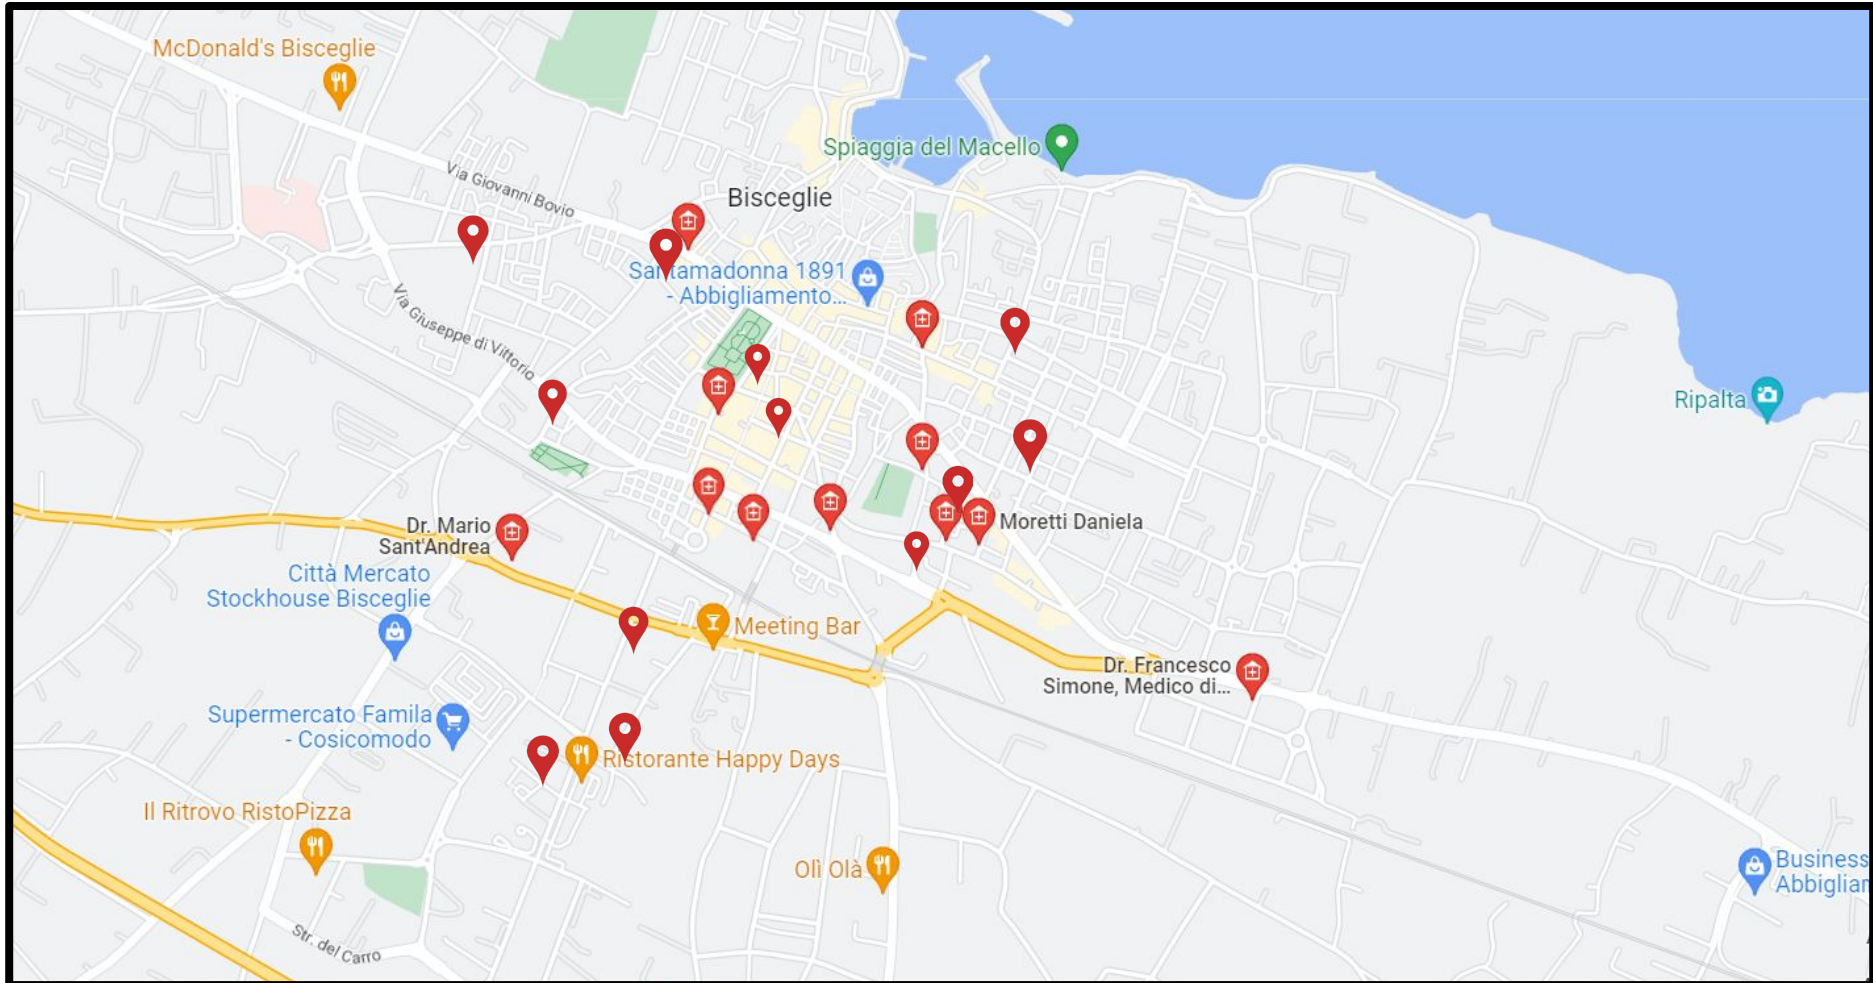 McDonald's Bisceglie
Spiaggia del Macello
Via Giovanni Bovio
Bisceglie
Santamadonna 1891
- Abbigliamento...
Via Giuseppe di Vittorio
Ripalta
Dr. Mario
Sant'Andrea
Moretti Daniela
Città Mercato
Stockhouse Bisceglie
Meeting Bar
Dr. Francesco
Simone, Medico di...
Supermercato Famila
- Cosicomodo
Ristorante Happy Days
Il Ritrovo RistoPizza
Olì Olà
Business
Abbigliar
Str. del Carro